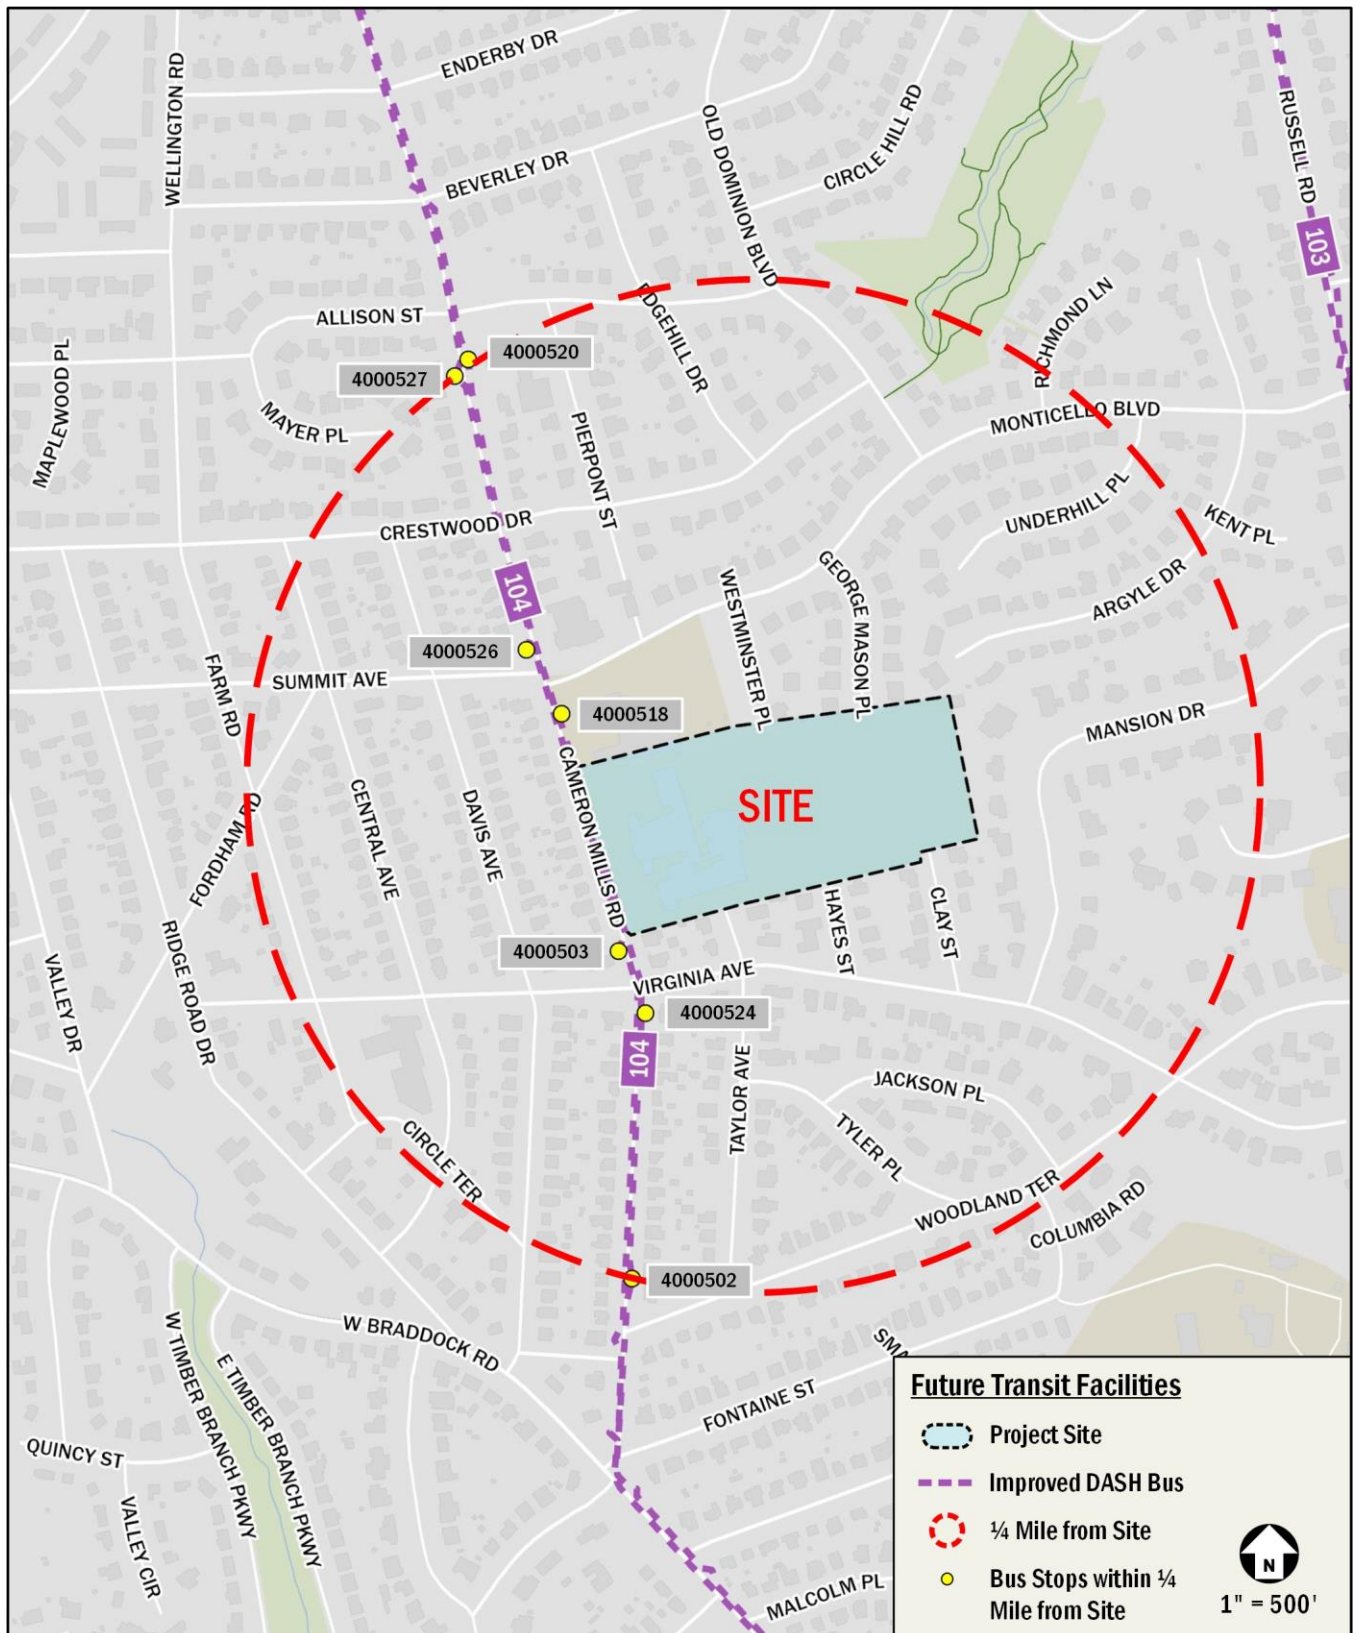 ENDERBY DR
WELLINGTON RD
OLD DOMINION BLVD
CIRCLE HILL RD
RUSSELL RD
BEVERLEY DR
103
ALLISON ST
EDGEHILL DR
RICHMOND LN
4000520
4000527
MAPLEWOOD PL
MAYER PL
PIERPONT ST
MONTICELLO BLVD
UNDERHILL PL
KENT PL
CRESTWOOD DR
104
WESTMINSTER PL
GEORGE MASON PL
ARGYLE DR
4000526
FARM RD
SUMMIT AVE
4000518
MANSION DR
CAMERON MILLS RD
SITE
FORDHAM RD
CENTRAL AVE
DAVIS AVE
HAYES ST
CLAY ST
RIDGE ROAD DR
4000503
VALLEY DR
VIRGINIA AVE
4000524
104
TAYLOR AVE
JACKSON PL
TYLER PL
CIRCLE TER
WOODLAND TER
COLUMBIA RD
4000502
W BRADDOCK RD
W TIMBER BRANCH PKWY
E TIMBER BRANCH PKWY
SMA
FONTAINE ST
QUINCY ST
VALLEY CIR
MALCOLM PL
Future Transit Facilities
Project Site
Improved DASH Bus
¼ Mile from Site
Bus Stops within ¼
Mile from Site
N
1" = 500'